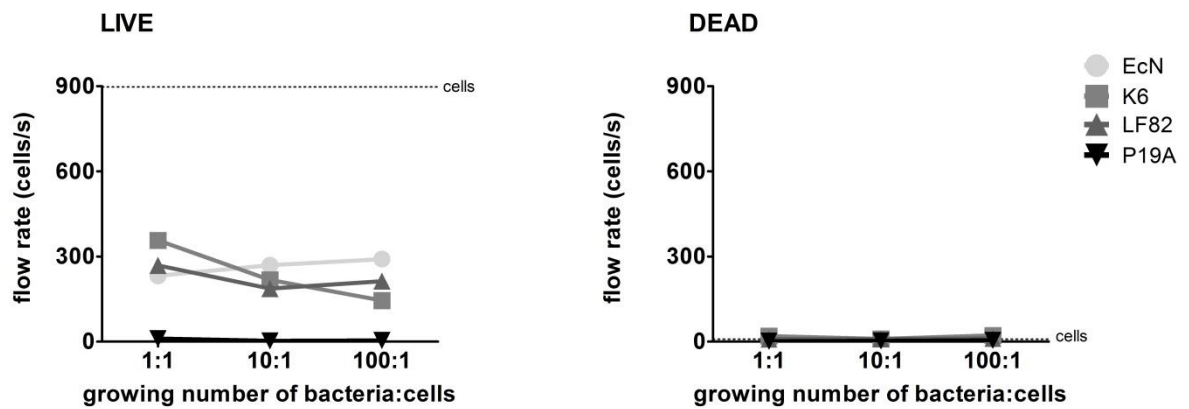 LIVE
900
600
300
0
flow rate (cells/s)
cells
1:1
10:1
100:1
growing number of bacteria:cells
DEAD
900
600
300
0
flow rate (cells/s)
cells
1:1
10:1
100:1
growing number of bacteria:cells
EcN
K6
LF82
P19A